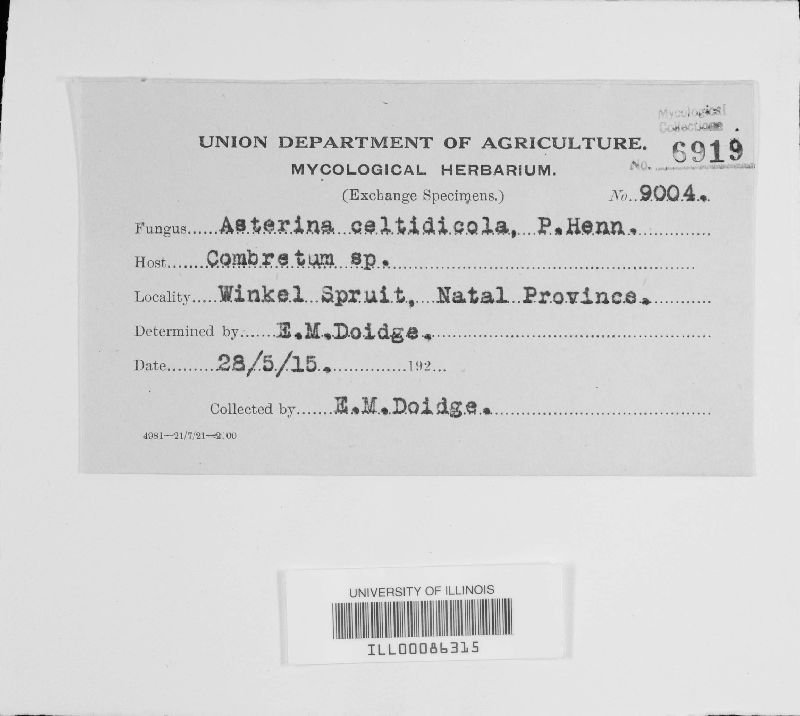 Mycological
Collections
UNION DEPARTMENT OF AGRICULTURE.
No. 6919
MYCOLOGICAL HERBARIUM.
(Exchange Specimens.) No. 9004.
Fungus Asterina celtidicola, P.Henn.
Host Combretum sp.
Locality Winkel Spruit, Natal Province.
Determined by E.M.Doidge.
Date 28/5/15. 192
Collected by E.M.Doidge.
4981—21/7/21—2,00
UNIVERSITY OF ILLINOIS
ILL00086315